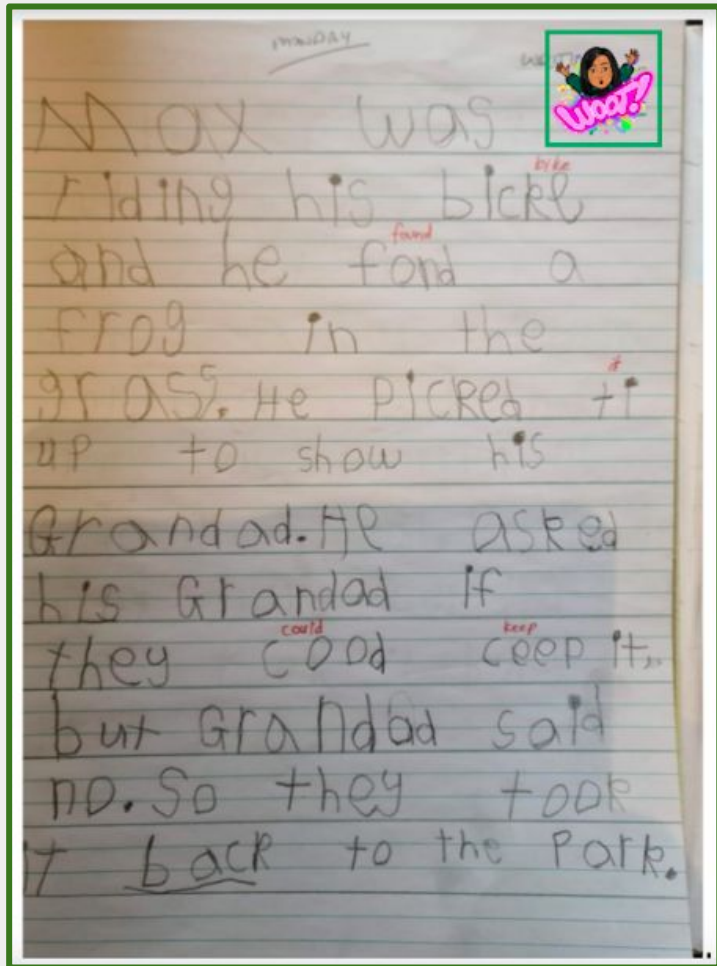 MONDAY
WOOT!
Max was
bike
riding his bickl
found
and he fond a
frog in the
it
grass. He picked ti
up to show his
Grandad. He asked
his Grandad if
could keep
they cood ceep it,
but Grandad said
no. So they took
it back to the Park.